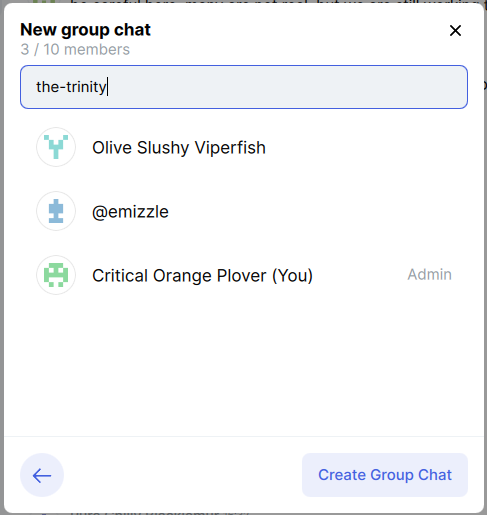 New group chat
3 / 10 members
the-trinity
Olive Slushy Viperfish
@emizzle
Critical Orange Plover (You)
Admin
Create Group Chat